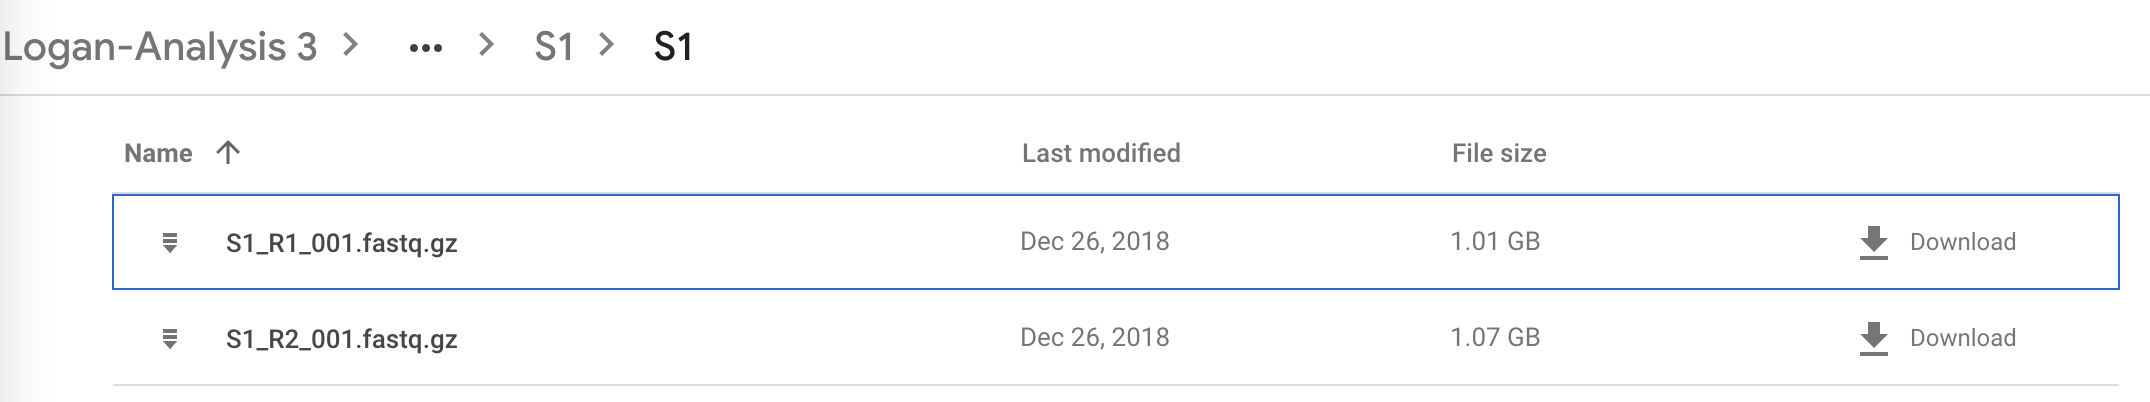 Logan-Analysis 3 > ... > S1 > S1
Name ↑ Last modified File size
S1_R1_001.fastq.gz Dec 26, 2018 1.01 GB Download
S1_R2_001.fastq.gz Dec 26, 2018 1.07 GB Download